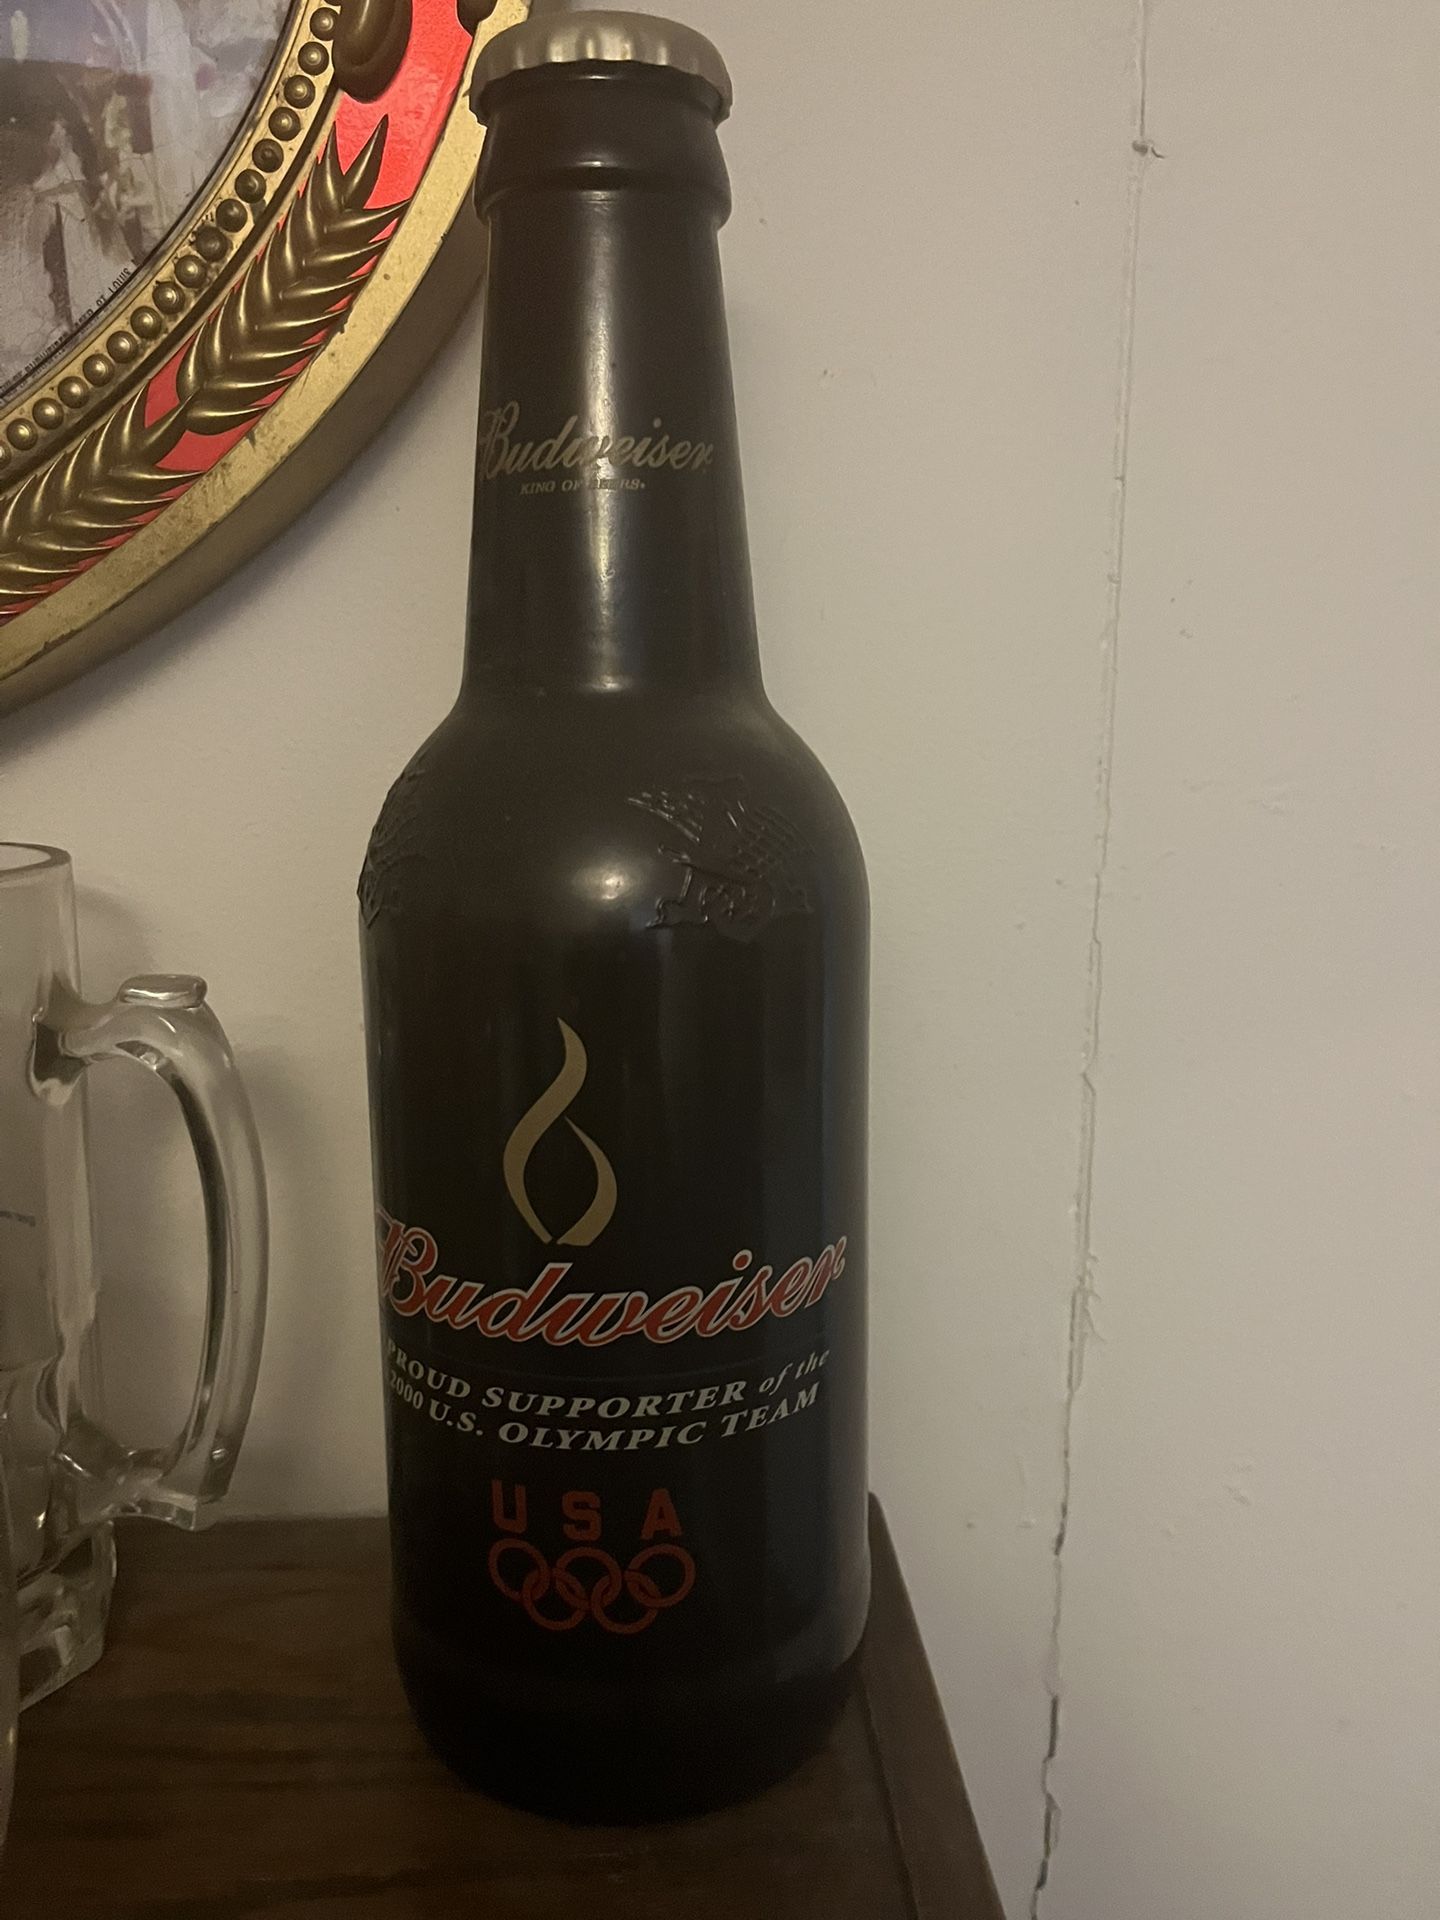 Budweiser
KING OF BEERS.
Budweiser
PROUD SUPPORTER of the
2000 U.S. OLYMPIC TEAM
USA